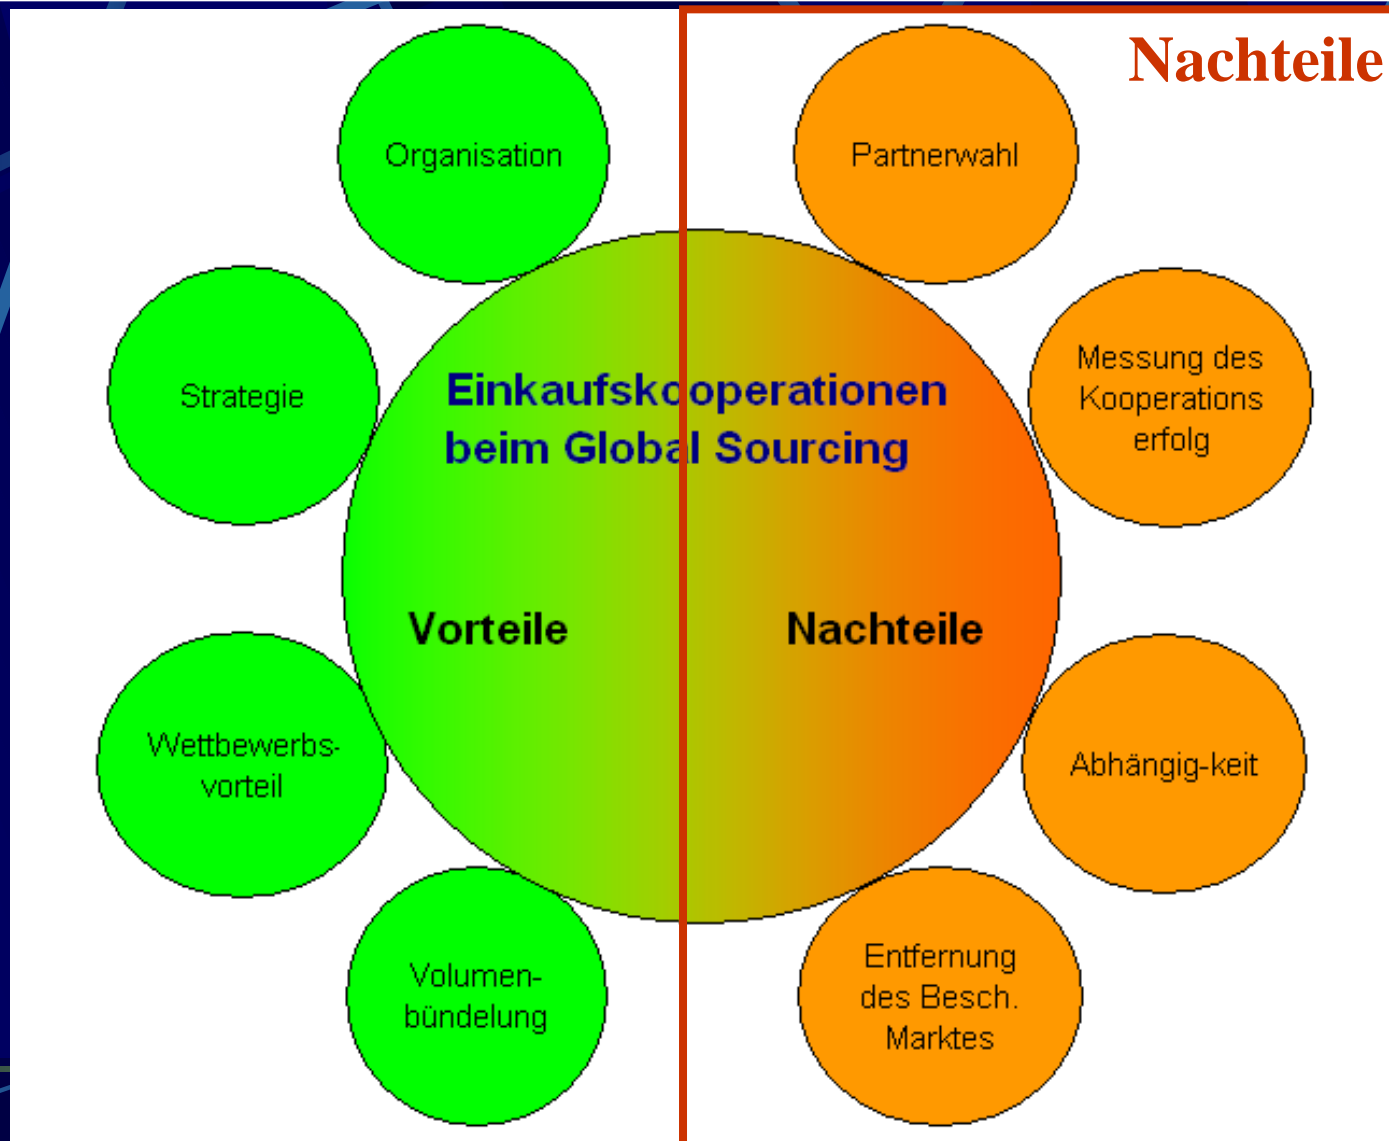 Nachteile
Organisation
Partnerwahl
Strategie
Messung des
Kooperations
erfolg
Einkaufskooperationen
beim Global Sourcing
Vorteile
Nachteile
Wettbewerbs-
vorteil
Abhängig-keit
Volumen-
bündelung
Entfernung
des Besch.
Marktes